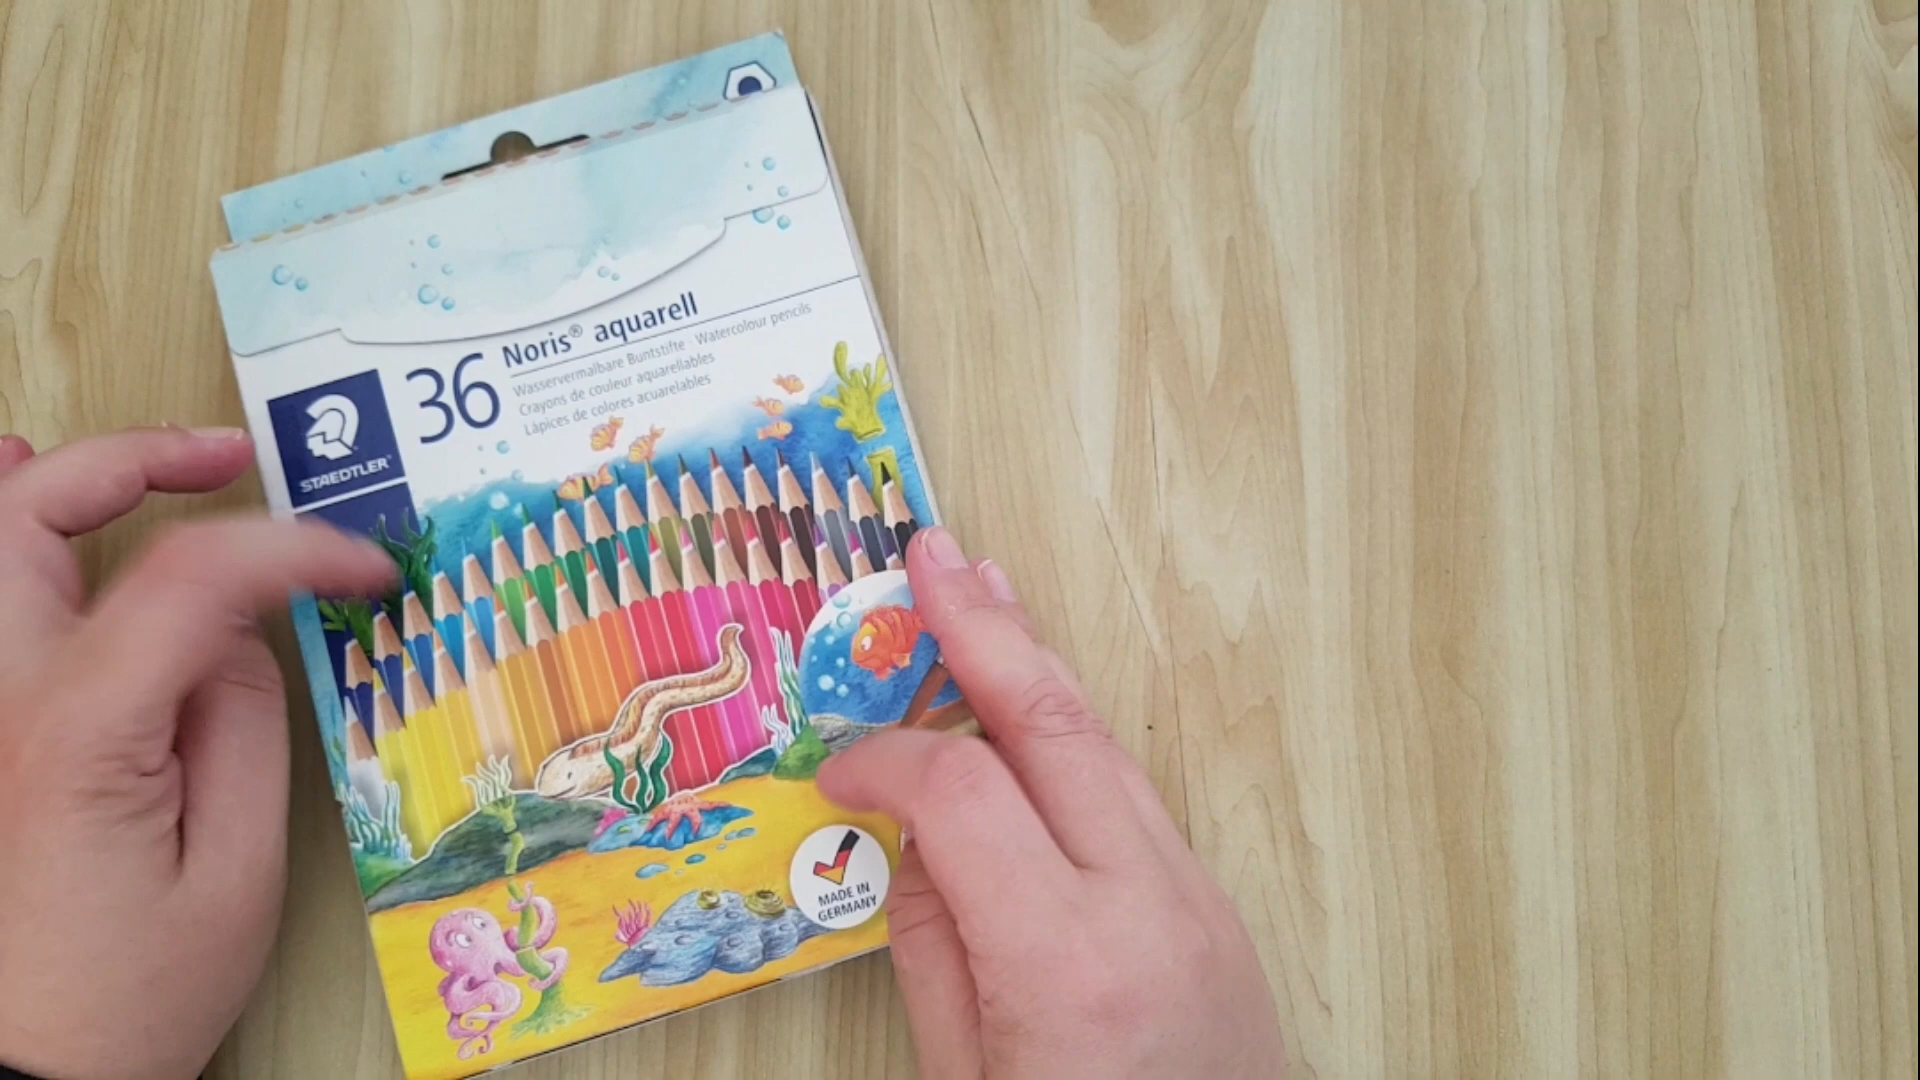 36
Noris® aquarell
Wasservermalbare Buntstifte · Watercolour pencils
Crayons de couleur aquarellables
Lápices de colores acuarelables
STAEDTLER
MADE IN
GERMANY